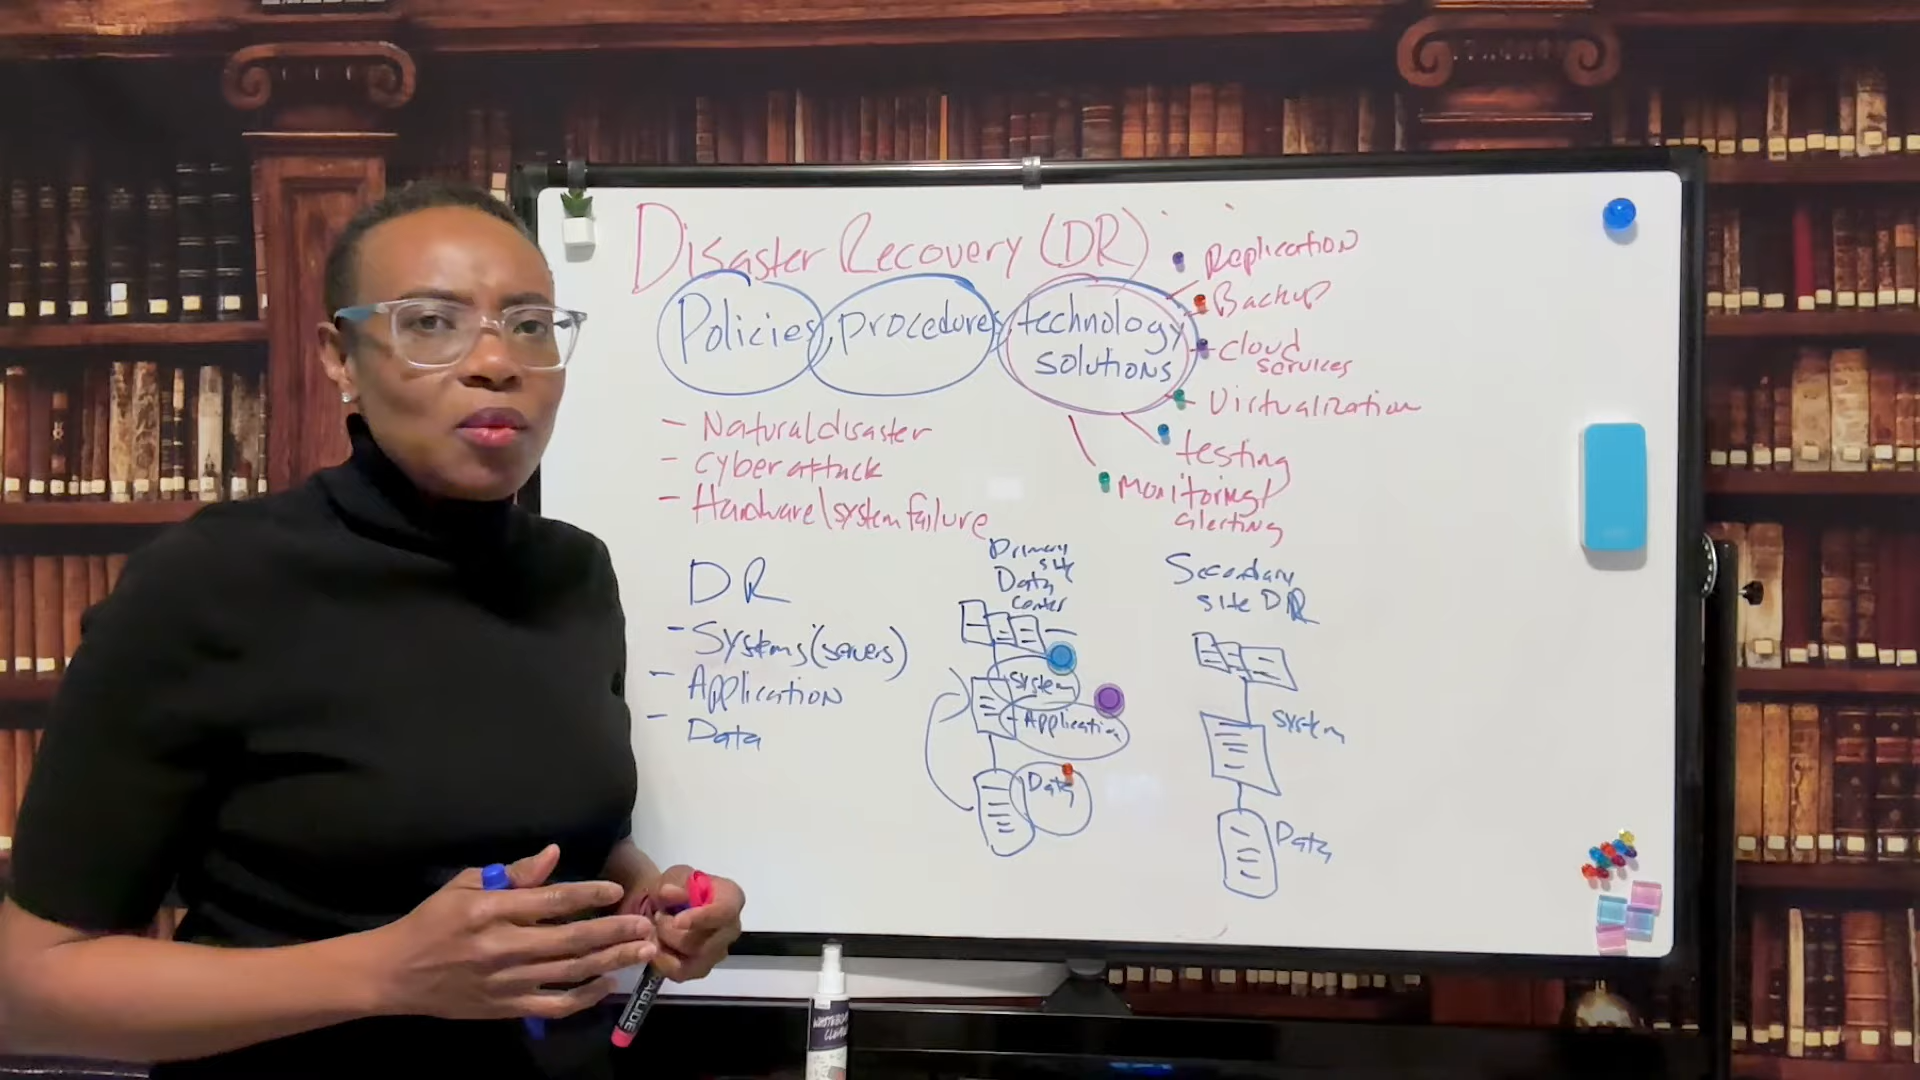 Disaster Recovery (DR)
Policies, procedures, technology
solutions
Replication
Backup
Cloud
services
Virtualization
testing
Monitoring/
alerting
- Natural disaster
- Cyber attack
- Hardware\system failure
DR
- Systems (servers)
- Application
- Data
Primary
site
Data
Center
System
- Application
Data
Secondary
site DR
System
Data